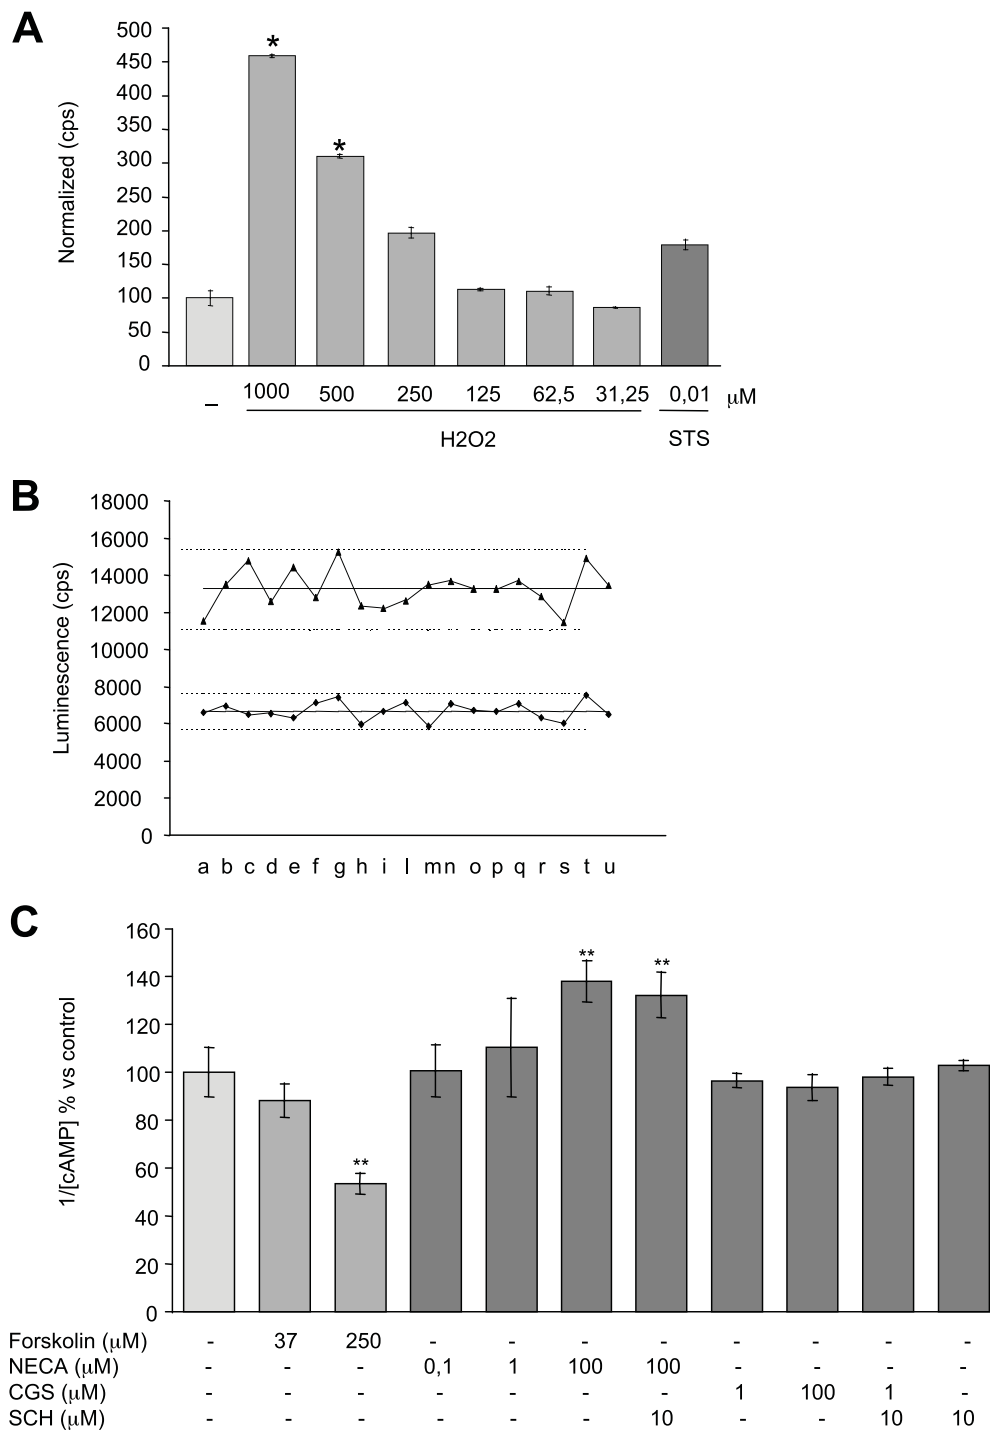 A
500
450
400
350
300
250
200
150
100
50
0
Normalized (cps)
*
*
– 1000 500 250 125 62,5 31,25 0,01 μM
H2O2 STS
B
18000
16000
14000
12000
10000
8000
6000
4000
2000
0
Luminescence (cps)
a b c d e f g h i l m n o p q r s t u
C
160
140
120
100
80
60
40
20
0
1/[cAMP] % vs control
**
**
**
Forskolin (μM) - 37 250 - - - - - - - -
NECA (μM) - - - 0,1 1 100 100 - - - -
CGS (μM) - - - - - - - 1 100 1 -
SCH (μM) - - - - - - 10 - - 10 10